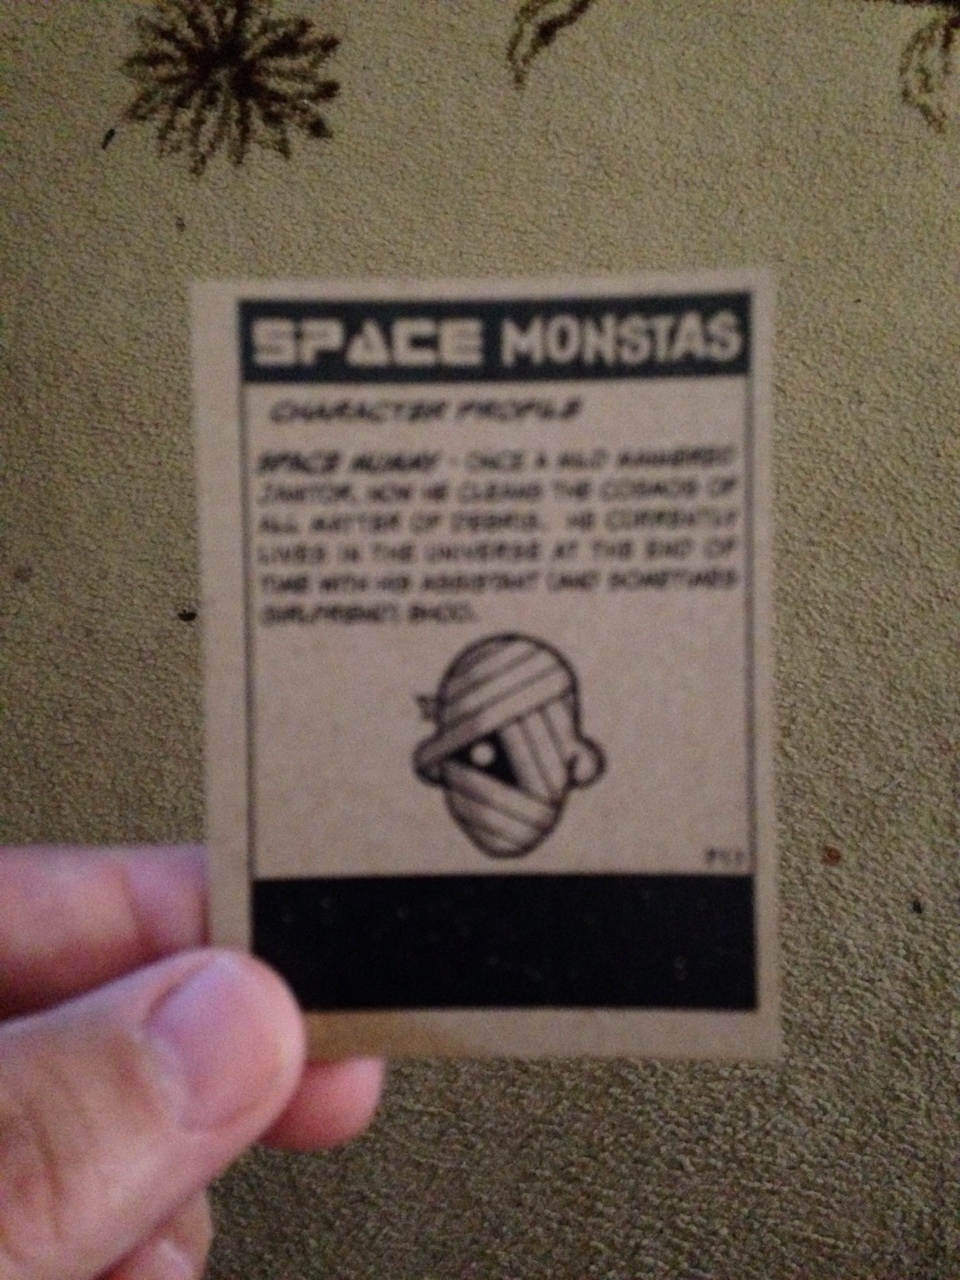 SPACE MONSTAS
CHARACTER PROFILE
SPACE MUMMY - ONCE A MILD MANNERED
JANITOR, NOW HE CLEANS THE COSMOS OF
ALL MATTER OF DEBRIS. HE CURRENTLY
LIVES IN THE UNIVERSE AT THE END OF
TIME WITH HIS ASSISTANT (AND SOMETIMES
GIRLFRIEND)